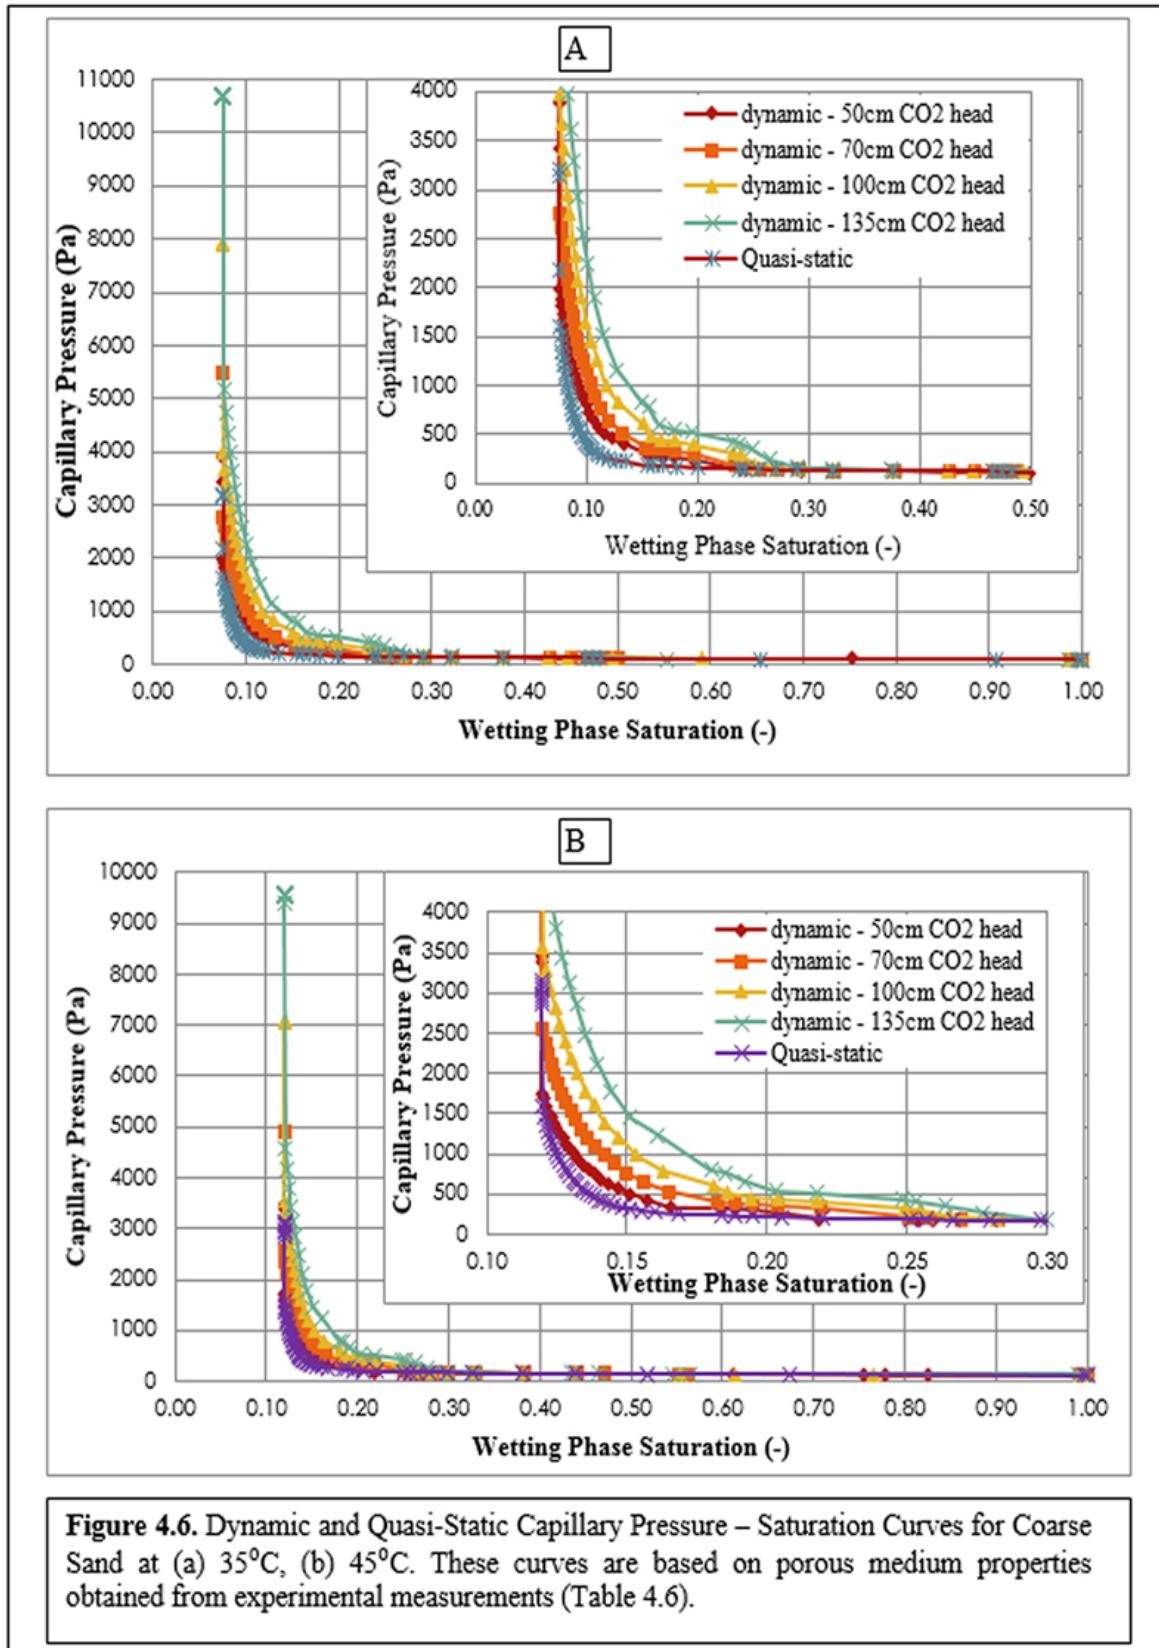 A
11000
10000
9000
8000
7000
6000
5000
4000
3000
2000
1000
0
Capillary Pressure (Pa)
0.00 0.10 0.20 0.30 0.40 0.50 0.60 0.70 0.80 0.90 1.00
Wetting Phase Saturation (-)
4000
3500
3000
2500
2000
1500
1000
500
0
Capillary Pressure (Pa)
dynamic - 50cm CO2 head
dynamic - 70cm CO2 head
dynamic - 100cm CO2 head
dynamic - 135cm CO2 head
Quasi-static
0.00 0.10 0.20 0.30 0.40 0.50
Wetting Phase Saturation (-)
B
10000
9000
8000
7000
6000
5000
4000
3000
2000
1000
0
Capillary Pressure (Pa)
0.00 0.10 0.20 0.30 0.40 0.50 0.60 0.70 0.80 0.90 1.00
Wetting Phase Saturation (-)
4000
3500
3000
2500
2000
1500
1000
500
0
Capillary Pressure (Pa)
dynamic - 50cm CO2 head
dynamic - 70cm CO2 head
dynamic - 100cm CO2 head
dynamic - 135cm CO2 head
Quasi-static
0.10 0.15 0.20 0.25 0.30
Wetting Phase Saturation (-)
Figure 4.6. Dynamic and Quasi-Static Capillary Pressure – Saturation Curves for Coarse
Sand at (a) 35⁰C, (b) 45⁰C. These curves are based on porous medium properties
obtained from experimental measurements (Table 4.6).